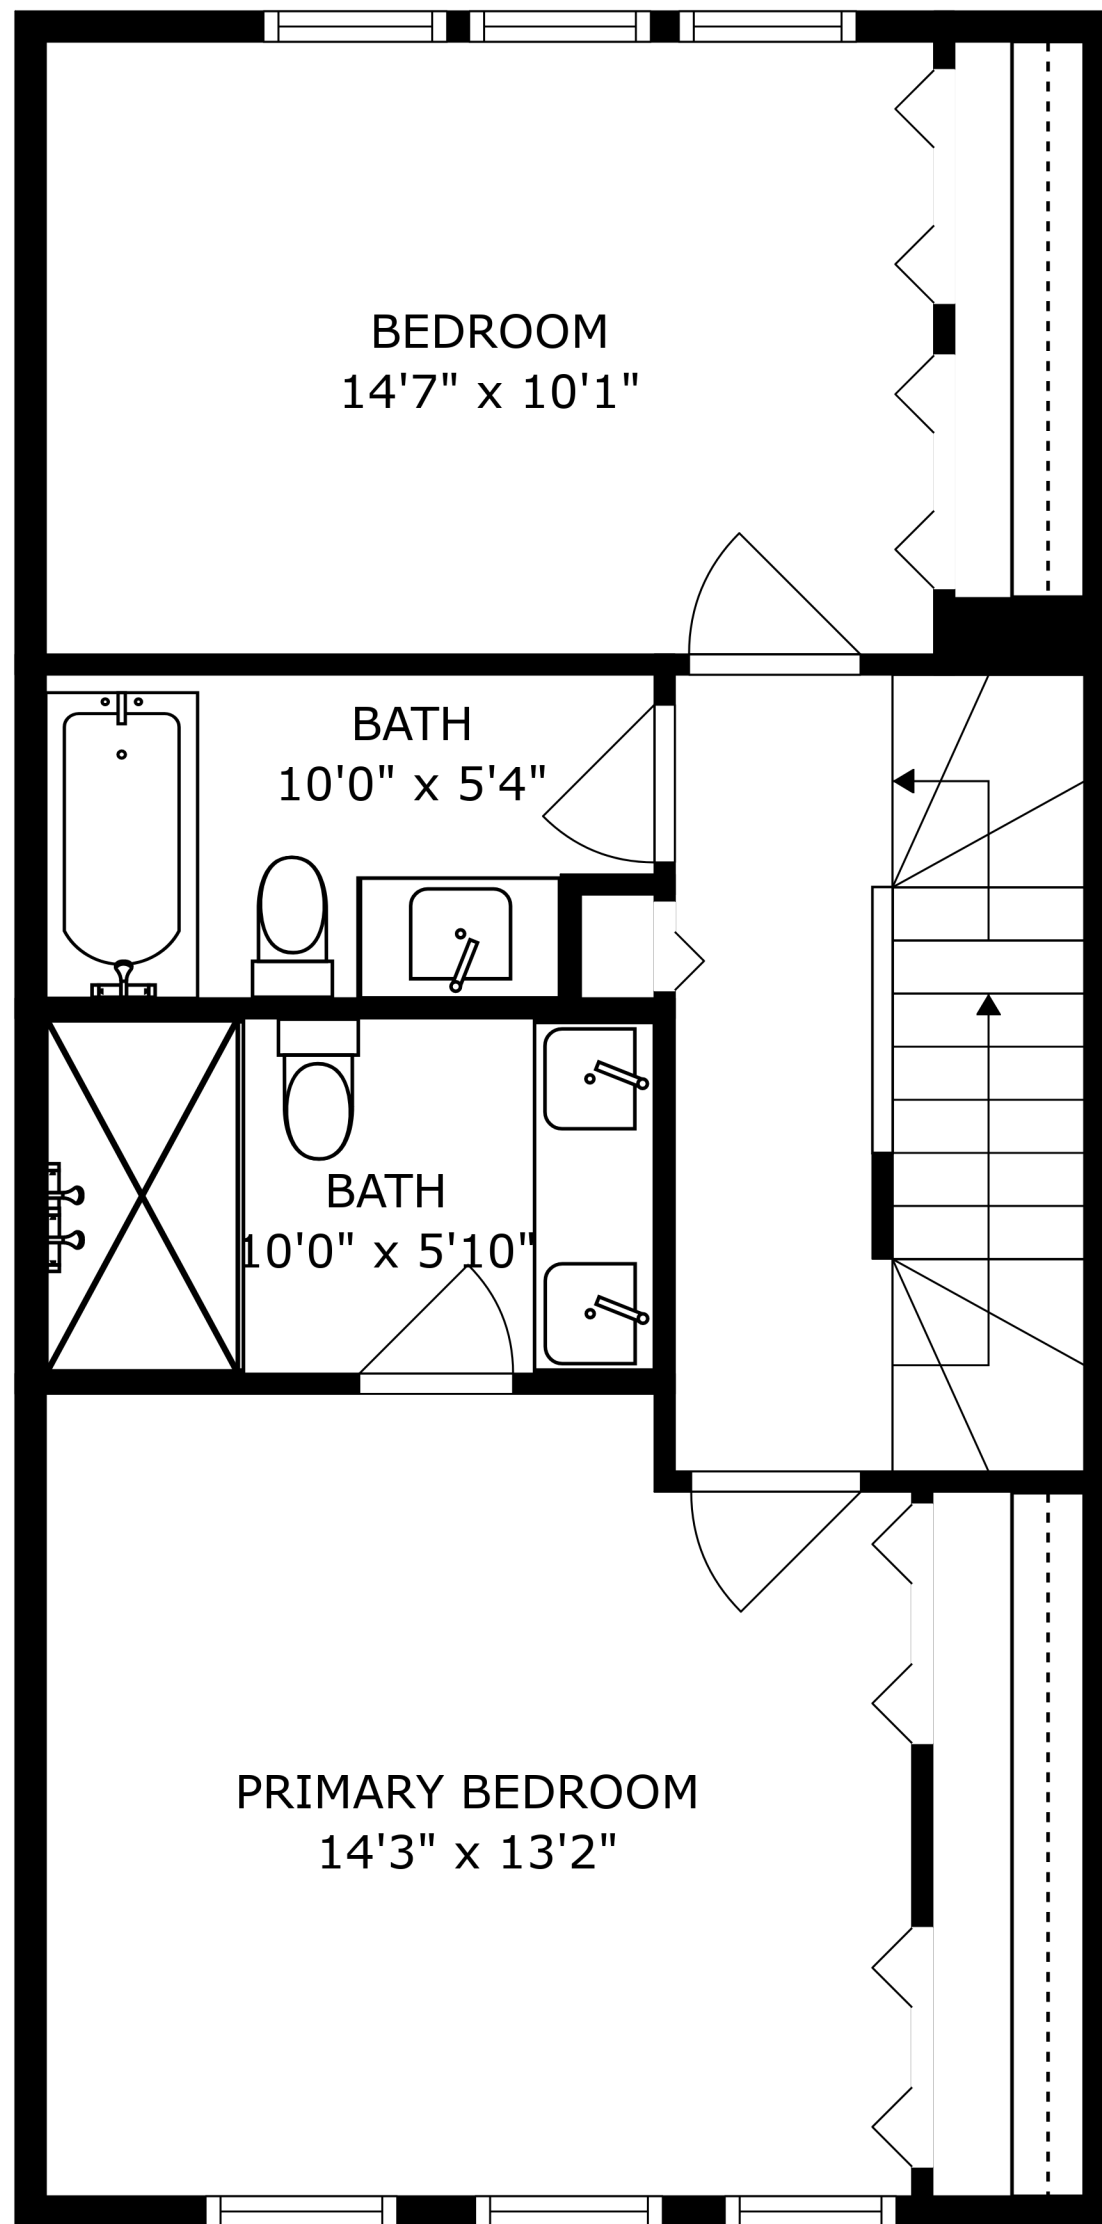 BEDROOM
14'7" x 10'1"
BATH
10'0" x 5'4"
BATH
10'0" x 5'10"
PRIMARY BEDROOM
14'3" x 13'2"